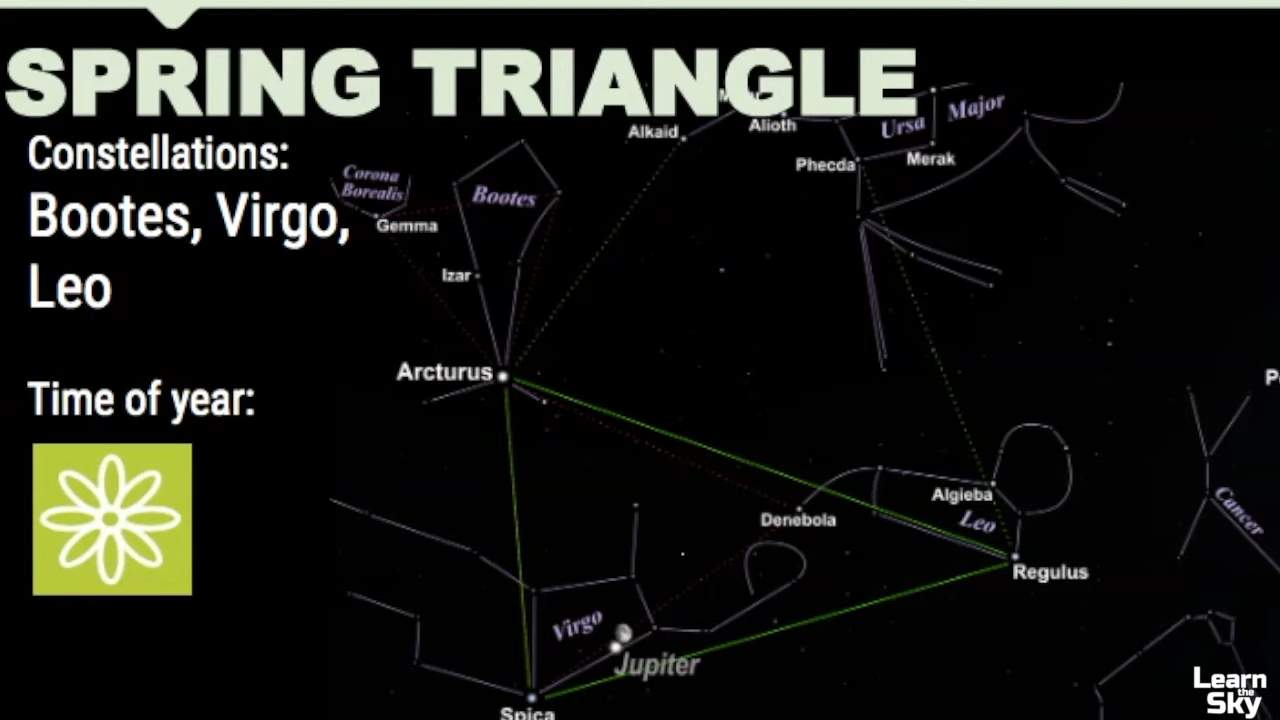 SPRING TRIANGLE
Constellations:
Bootes, Virgo,
Leo
Time of year:
Alkaid
Alioth
Ursa Major
Phecda
Merak
Corona
Borealis
Bootes
Gemma
Izar
Arcturus
Algieba
Denebola
Leo
Regulus
Cancer
Virgo
Jupiter
Spica
Learn
the
Sky